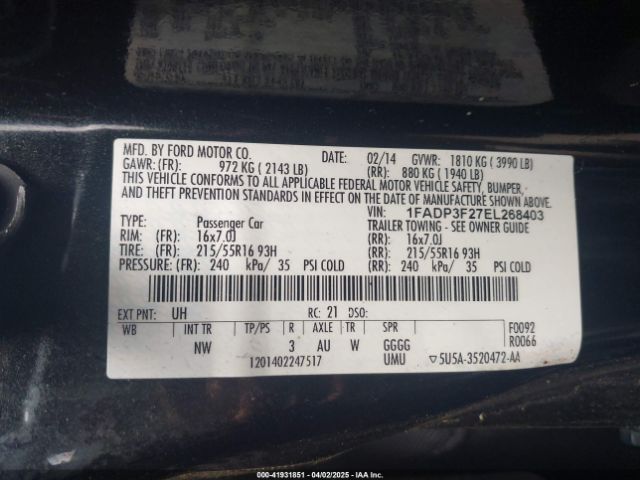 MFD. BY FORD MOTOR CO. DATE: 02/14 GVWR: 1810 KG ( 3990 LB)
GAWR: (FR): 972 KG ( 2143 LB) (RR): 880 KG ( 1940 LB)
THIS VEHICLE CONFORMS TO ALL APPLICABLE FEDERAL MOTOR VEHICLE SAFETY, BUMPER,
AND THEFT PREVENTION STANDARDS IN EFFECT ON THE DATE OF MANUFACTURE SHOWN ABOVE.
VIN: 1FADP3F27EL268403
TYPE: Passenger Car TRAILER TOWING - SEE OWNER GUIDE
RIM: (FR): 16x7.0J (RR): 16x7.0J
TIRE: (FR): 215/55R16 93H (RR): 215/55R16 93H
PRESSURE: (FR): 240 kPa/ 35 PSI COLD (RR): 240 kPa/ 35 PSI COLD
EXT PNT: UH RC: 21 DSO:
WB INT TR TP/PS R AXLE TR SPR F0092
NW 3 AU W GGGG R0066
1201402247517 UMU ▽5U5A-3520472-AA
000-41931851 - 04/02/2025 - IAA Inc.